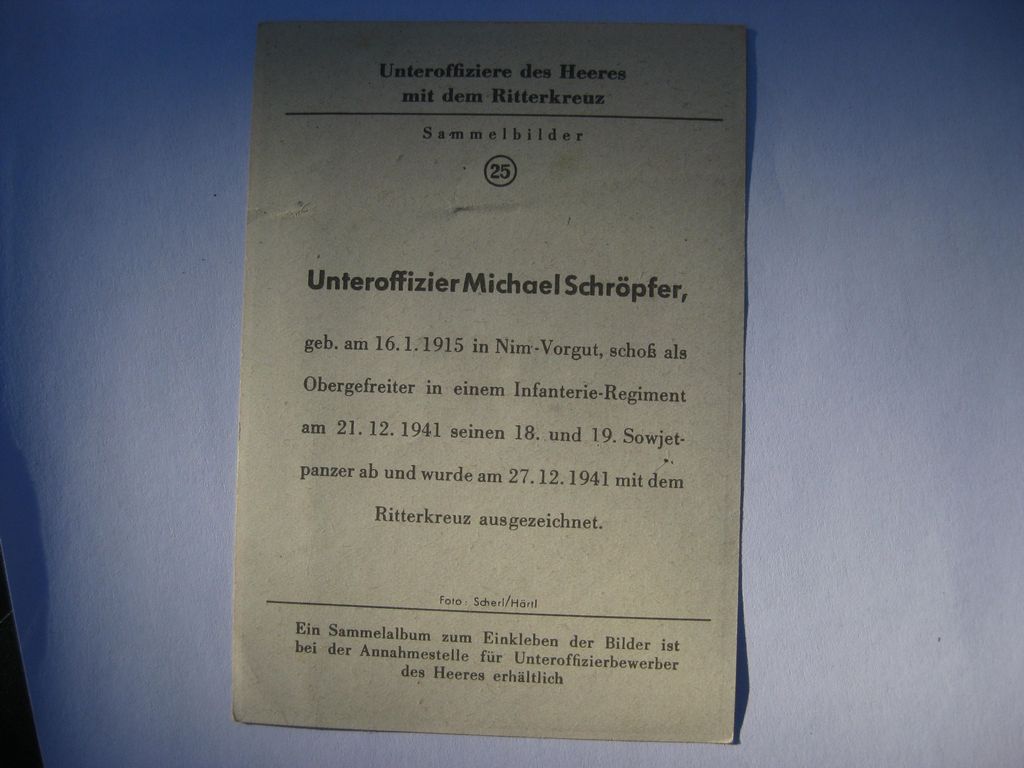 Unteroffiziere des Heeres
mit dem Ritterkreuz
Sammelbilder
25
Unteroffizier Michael Schröpfer,
geb. am 16.1.1915 in Nim-Vorgut, schoß als
Obergefreiter in einem Infanterie-Regiment
am 21. 12. 1941 seinen 18. und 19. Sowjet-
panzer ab und wurde am 27.12.1941 mit dem
Ritterkreuz ausgezeichnet.
Foto: Scherl/Härtl
Ein Sammelalbum zum Einkleben der Bilder ist
bei der Annahmestelle für Unteroffizierbewerber
des Heeres erhältlich